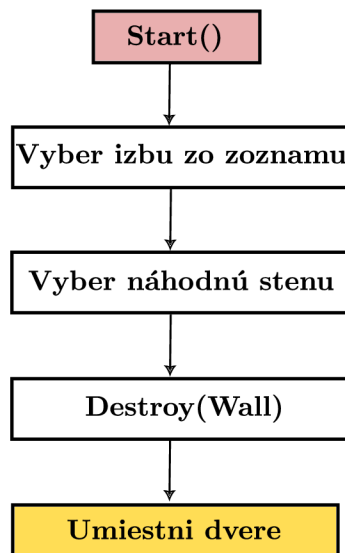 Start()
Vyber izbu zo zoznamu
Vyber náhodnú stenu
Destroy(Wall)
Umiestni dvere